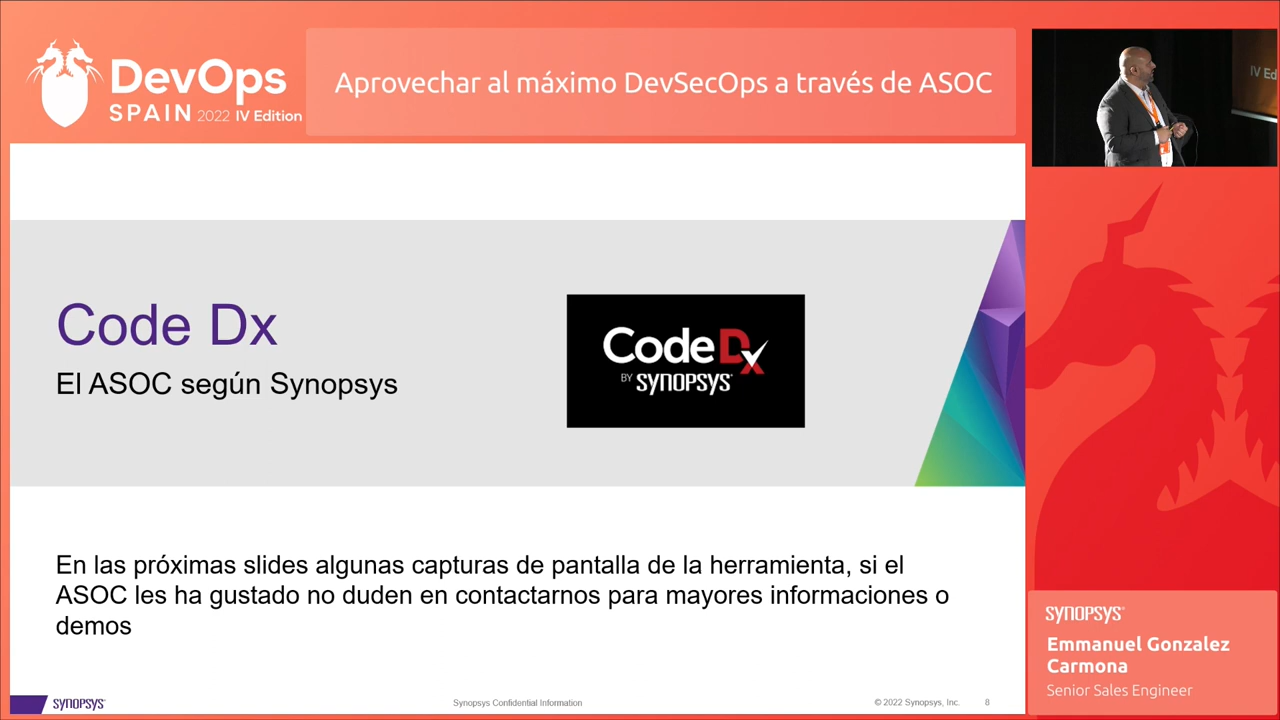 DevOps
SPAIN 2022 IV Edition
Aprovechar al máximo DevSecOps a través de ASOC
IV Ed
Code Dx
El ASOC según Synopsys
Code Dx
BY SYNOPSYS®
En las próximas slides algunas capturas de pantalla de la herramienta, si el
ASOC les ha gustado no duden en contactarnos para mayores informaciones o
demos
SYNOPSYS®
Synopsys Confidential Information
© 2022 Synopsys, Inc.
8
SYNOPSYS®
Emmanuel Gonzalez
Carmona
Senior Sales Engineer